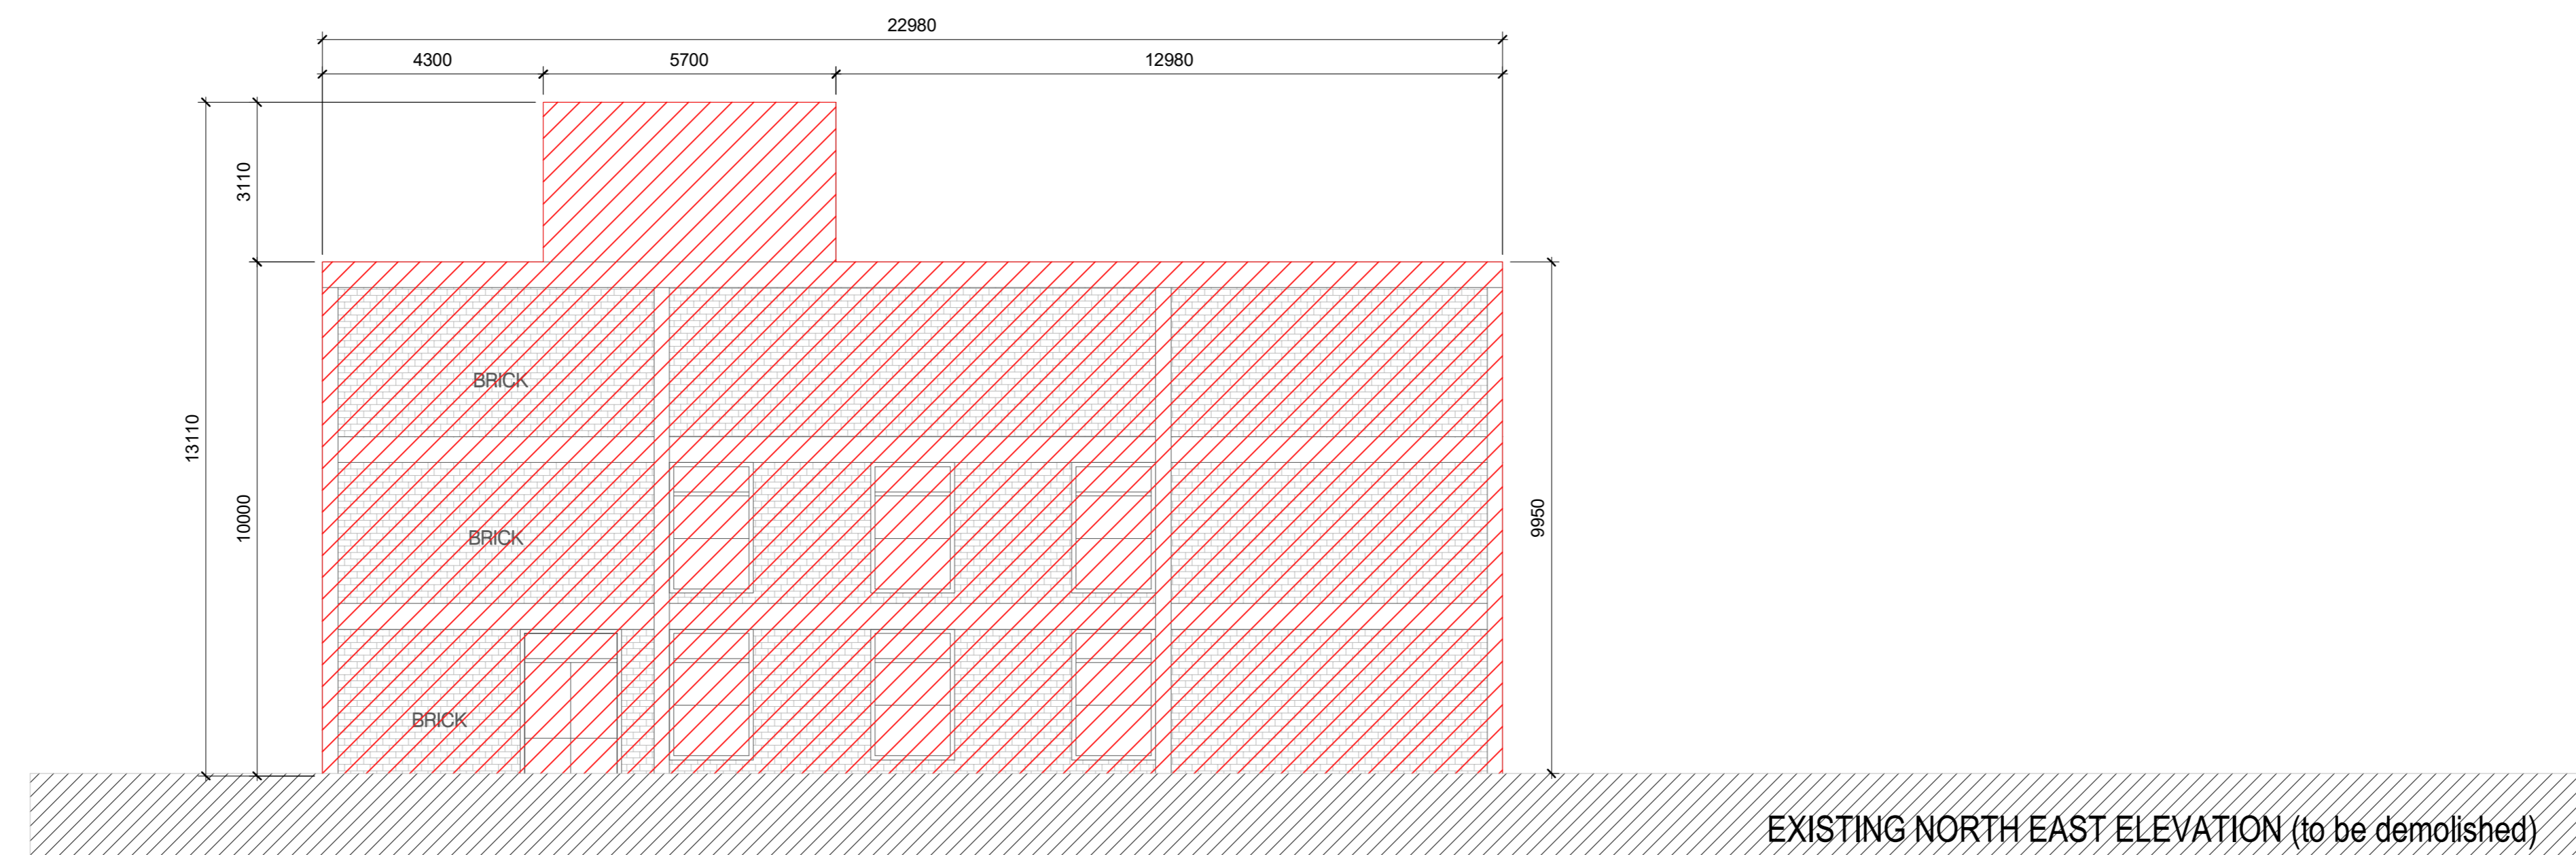 22980
4300 5700 12980
3110
BRICK
13110
10000
9950
BRICK
BRICK
EXISTING NORTH EAST ELEVATION (to be demolished)